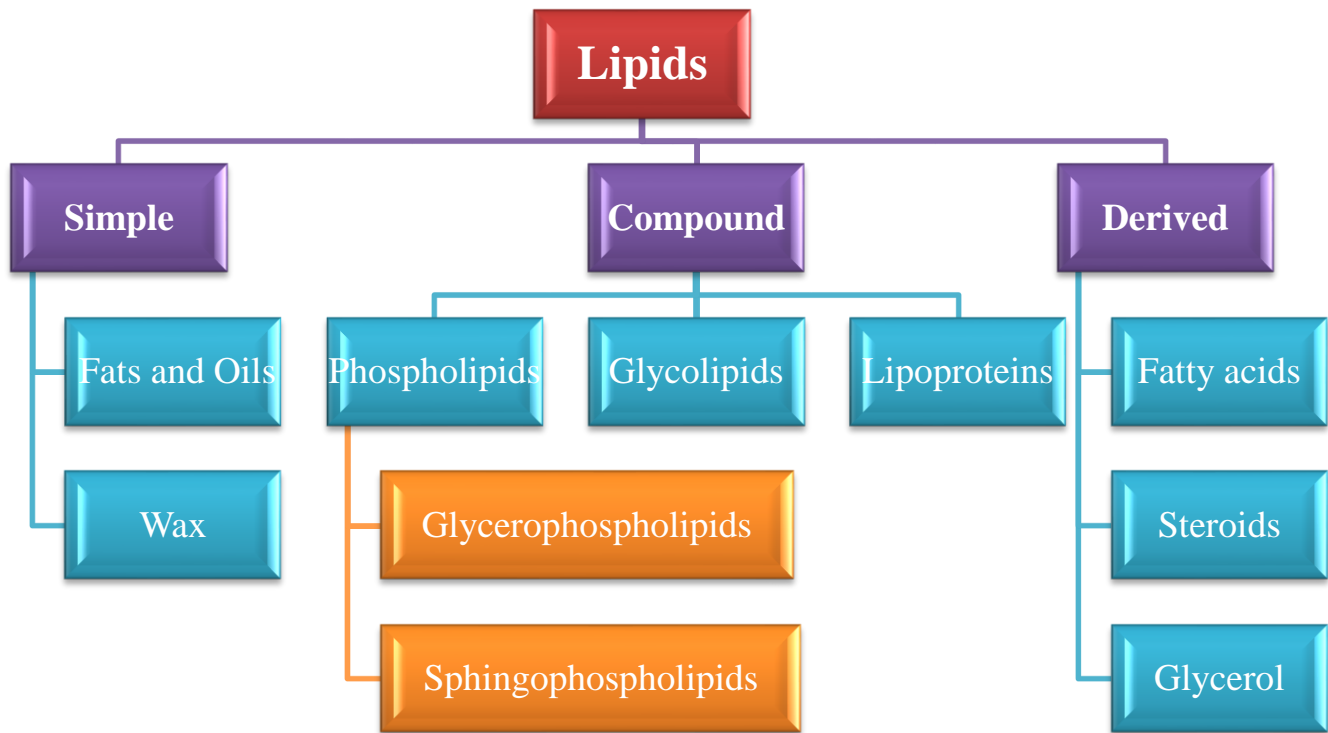 Lipids
Simple
Compound
Derived
Fats and Oils
Phospholipids
Glycolipids
Lipoproteins
Fatty acids
Wax
Glycerophospholipids
Steroids
Sphingophospholipids
Glycerol